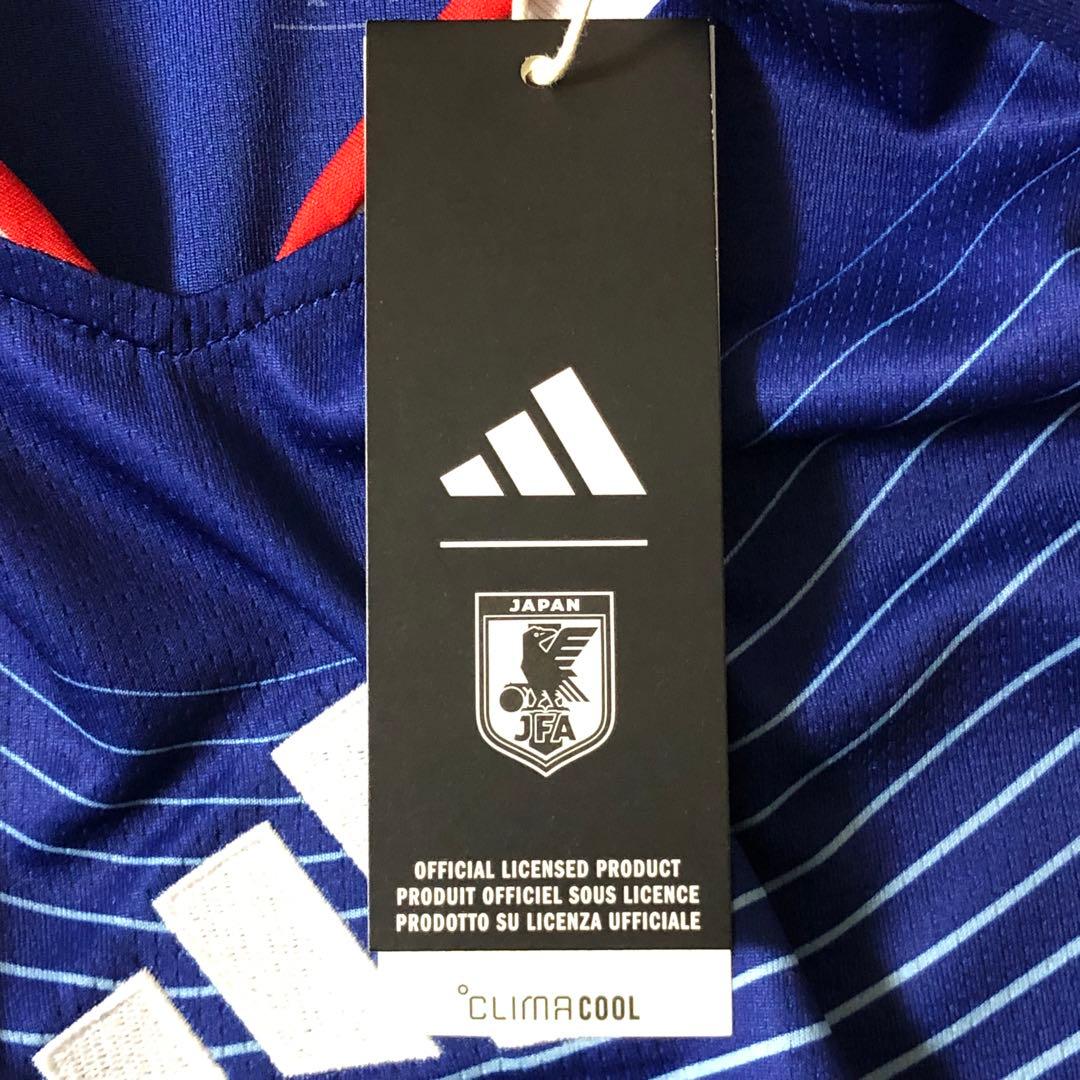 JAPAN
JFA
OFFICIAL LICENSED PRODUCT
PRODUIT OFFICIEL SOUS LICENCE
PRODOTTO SU LICENZA UFFICIALE
°CLIMACOOL